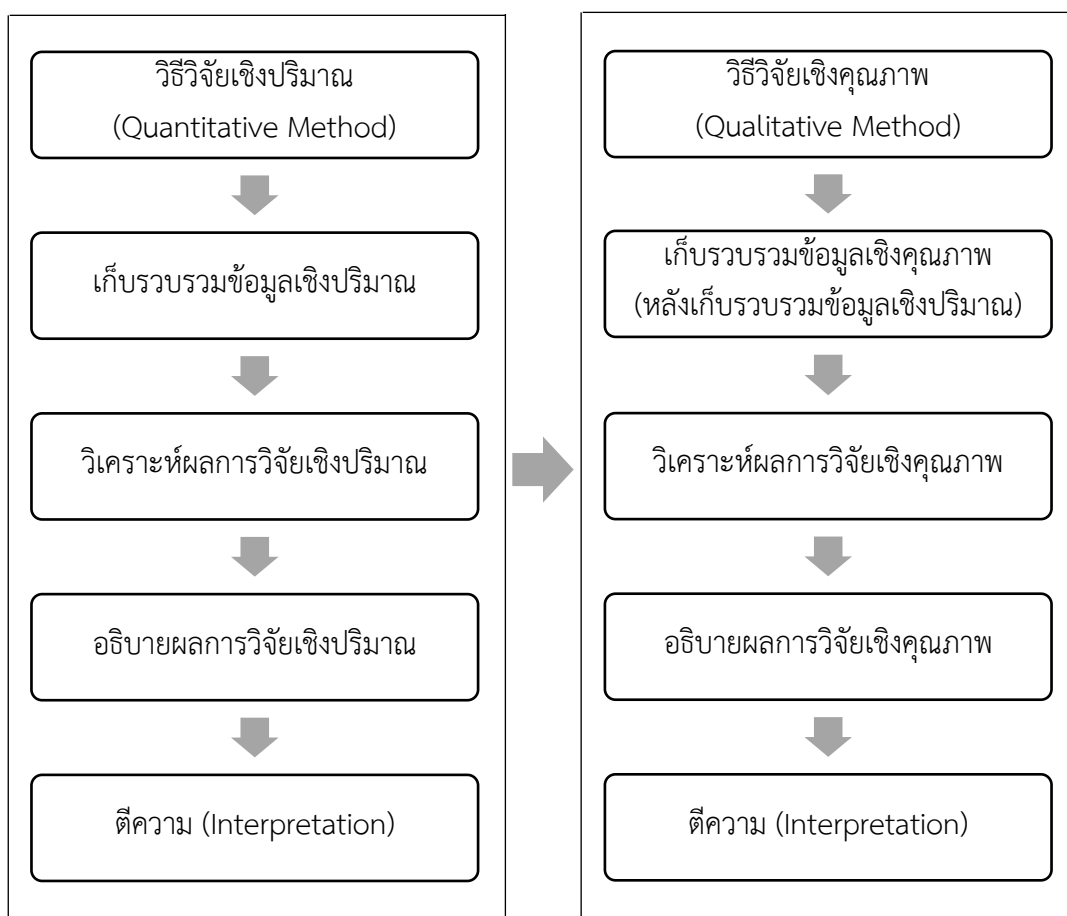 วิธีวิจัยเชิงปริมาณ
(Quantitative Method)
เก็บรวบรวมข้อมูลเชิงปริมาณ
วิเคราะห์ผลการวิจัยเชิงปริมาณ
อธิบายผลการวิจัยเชิงปริมาณ
ตีความ (Interpretation)
วิธีวิจัยเชิงคุณภาพ
(Qualitative Method)
เก็บรวบรวมข้อมูลเชิงคุณภาพ
(หลังเก็บรวบรวมข้อมูลเชิงปริมาณ)
วิเคราะห์ผลการวิจัยเชิงคุณภาพ
อธิบายผลการวิจัยเชิงคุณภาพ
ตีความ (Interpretation)